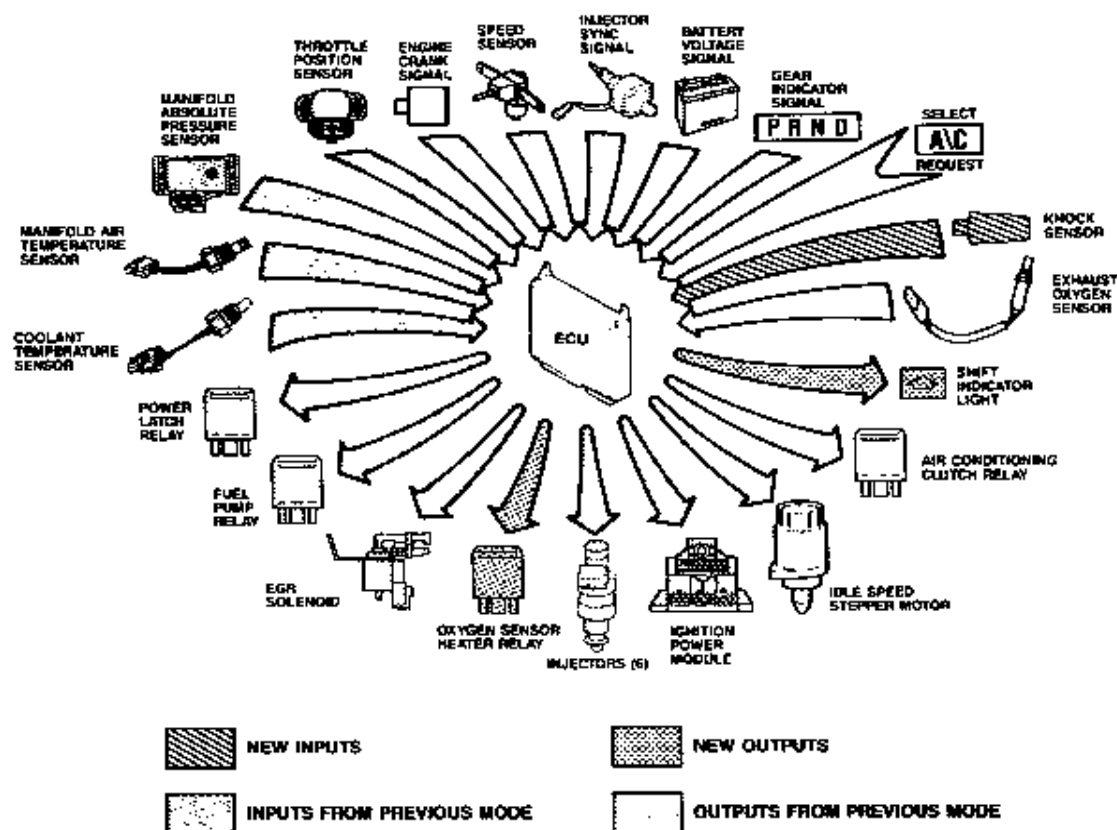 THROTTLE
POSITION
SENSOR
ENGINE
CRANK
SIGNAL
SPEED
SENSOR
INJECTOR
SYNC
SIGNAL
BATTERY
VOLTAGE
SIGNAL
GEAR
INDICATOR
SIGNAL
P R N D
SELECT
A\C
REQUEST
MANIFOLD
ABSOLUTE
PRESSURE
SENSOR
KNOCK
SENSOR
MANIFOLD AIR
TEMPERATURE
SENSOR
EXHAUST
OXYGEN
SENSOR
COOLANT
TEMPERATURE
SENSOR
ECU
SHIFT
INDICATOR
LIGHT
POWER
LATCH
RELAY
AIR CONDITIONING
CLUTCH RELAY
FUEL
PUMP
RELAY
EGR
SOLENOID
OXYGEN SENSOR
HEATER RELAY
INJECTORS (6)
IGNITION
POWER
MODULE
IDLE SPEED
STEPPER MOTOR
NEW INPUTS
NEW OUTPUTS
INPUTS FROM PREVIOUS MODE
OUTPUTS FROM PREVIOUS MODE